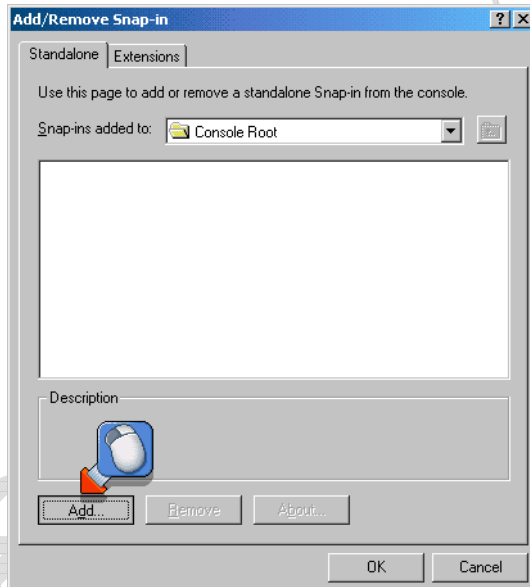 Add/Remove Snap-in
Standalone Extensions
Use this page to add or remove a standalone Snap-in from the console.
Snap-ins added to: Console Root
Description
Add... Remove About...
OK Cancel